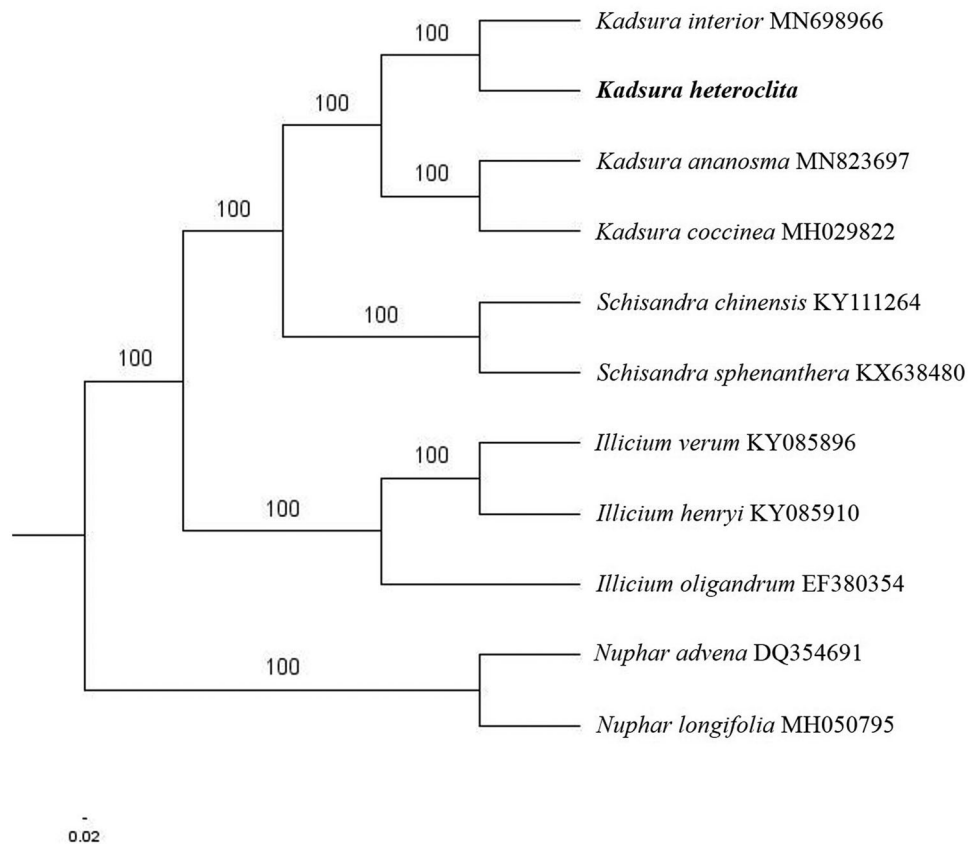 100
Kadsura interior MN698966
Kadsura heteroclita
100
100
Kadsura ananosma MN823697
Kadsura coccinea MH029822
100
Schisandra chinensis KY111264
100
Schisandra sphenanthera KX638480
100
Illicium verum KY085896
100
Illicium henryi KY085910
100
Illicium oligandrum EF380354
Nuphar advena DQ354691
100
Nuphar longifolia MH050795
0.02